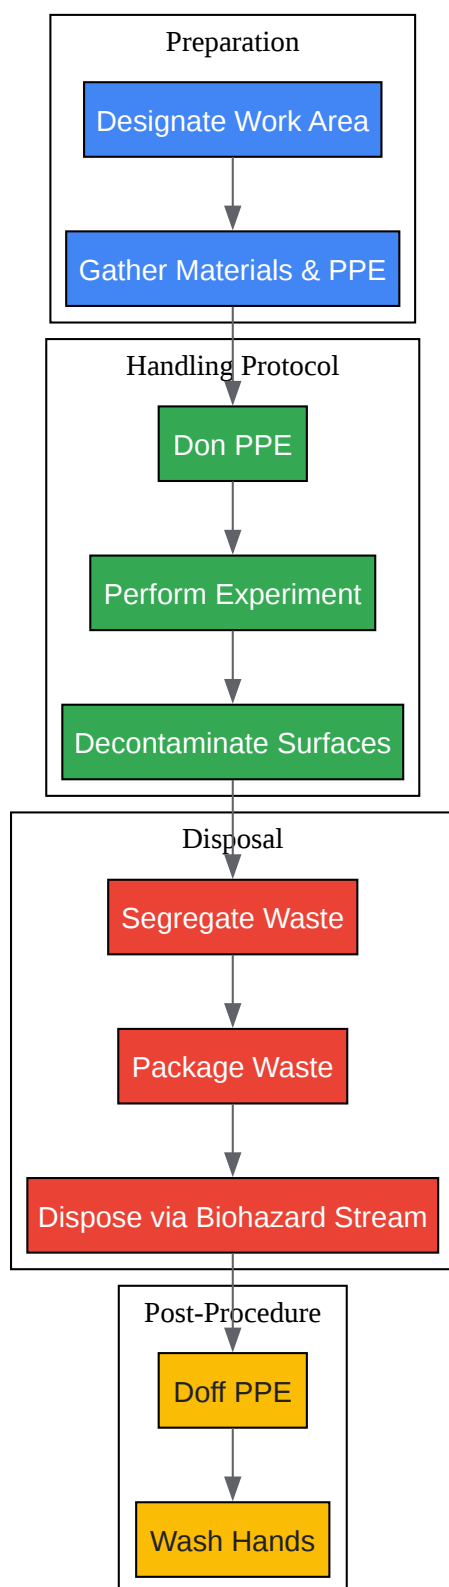 Preparation
Designate Work Area
Gather Materials & PPE
Handling Protocol
Don PPE
Perform Experiment
Decontaminate Surfaces
Disposal
Segregate Waste
Package Waste
Dispose via Biohazard Stream
Post-Procedure
Doff PPE
Wash Hands